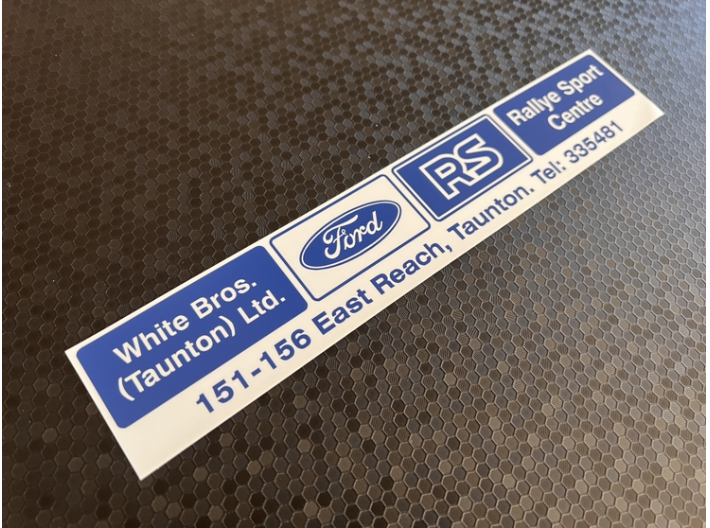 White Bros.
(Taunton) Ltd.
Ford
RS
Rallye Sport
Centre
151-156 East Reach, Taunton. Tel: 335481